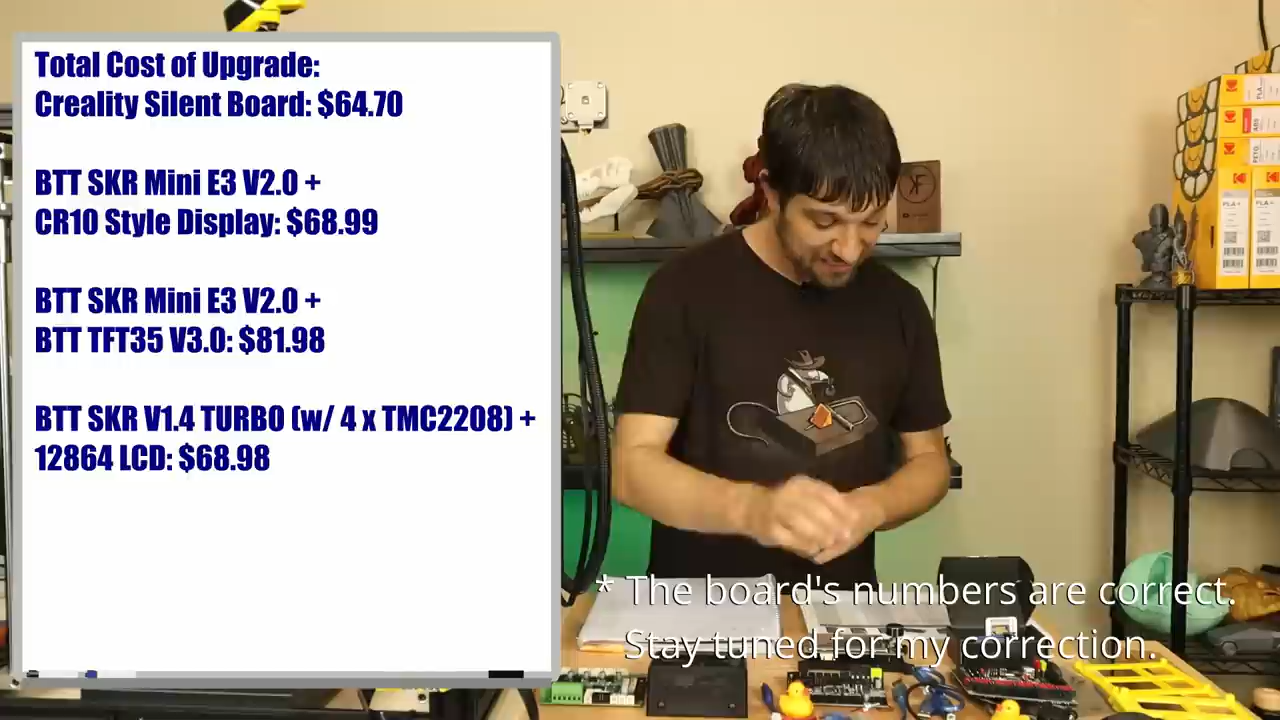 Total Cost of Upgrade:
Creality Silent Board: $64.70
BTT SKR Mini E3 V2.0 +
CR10 Style Display: $68.99
BTT SKR Mini E3 V2.0 +
BTT TFT35 V3.0: $81.98
BTT SKR V1.4 TURBO (w/ 4 x TMC2208) +
12864 LCD: $68.98
* The board's numbers are correct.
Stay tuned for my correction.
PLA+
PLA+